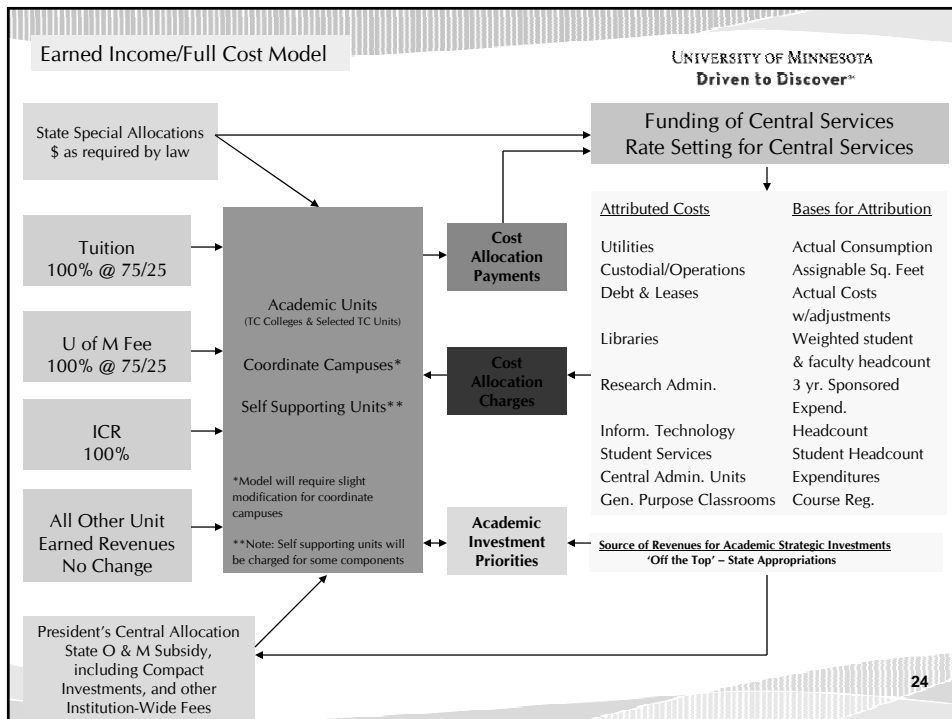 Earned Income/Full Cost Model
UNIVERSITY OF MINNESOTA
Driven to Discover℠
State Special Allocations
$ as required by law
Tuition
100% @ 75/25
U of M Fee
100% @ 75/25
ICR
100%
All Other Unit
Earned Revenues
No Change
President's Central Allocation
State O & M Subsidy,
including Compact
Investments, and other
Institution-Wide Fees
Academic Units
(TC Colleges & Selected TC Units)
Coordinate Campuses*
Self Supporting Units**
*Model will require slight
modification for coordinate
campuses
**Note: Self supporting units will
be charged for some components
Cost
Allocation
Payments
Cost
Allocation
Charges
Academic
Investment
Priorities
Funding of Central Services
Rate Setting for Central Services
Attributed Costs Bases for Attribution
Utilities Actual Consumption
Custodial/Operations Assignable Sq. Feet
Debt & Leases Actual Costs
w/adjustments
Libraries Weighted student
& faculty headcount
Research Admin. 3 yr. Sponsored
Expend.
Inform. Technology Headcount
Student Services Student Headcount
Central Admin. Units Expenditures
Gen. Purpose Classrooms Course Reg.
Source of Revenues for Academic Strategic Investments
'Off the Top' – State Appropriations
24